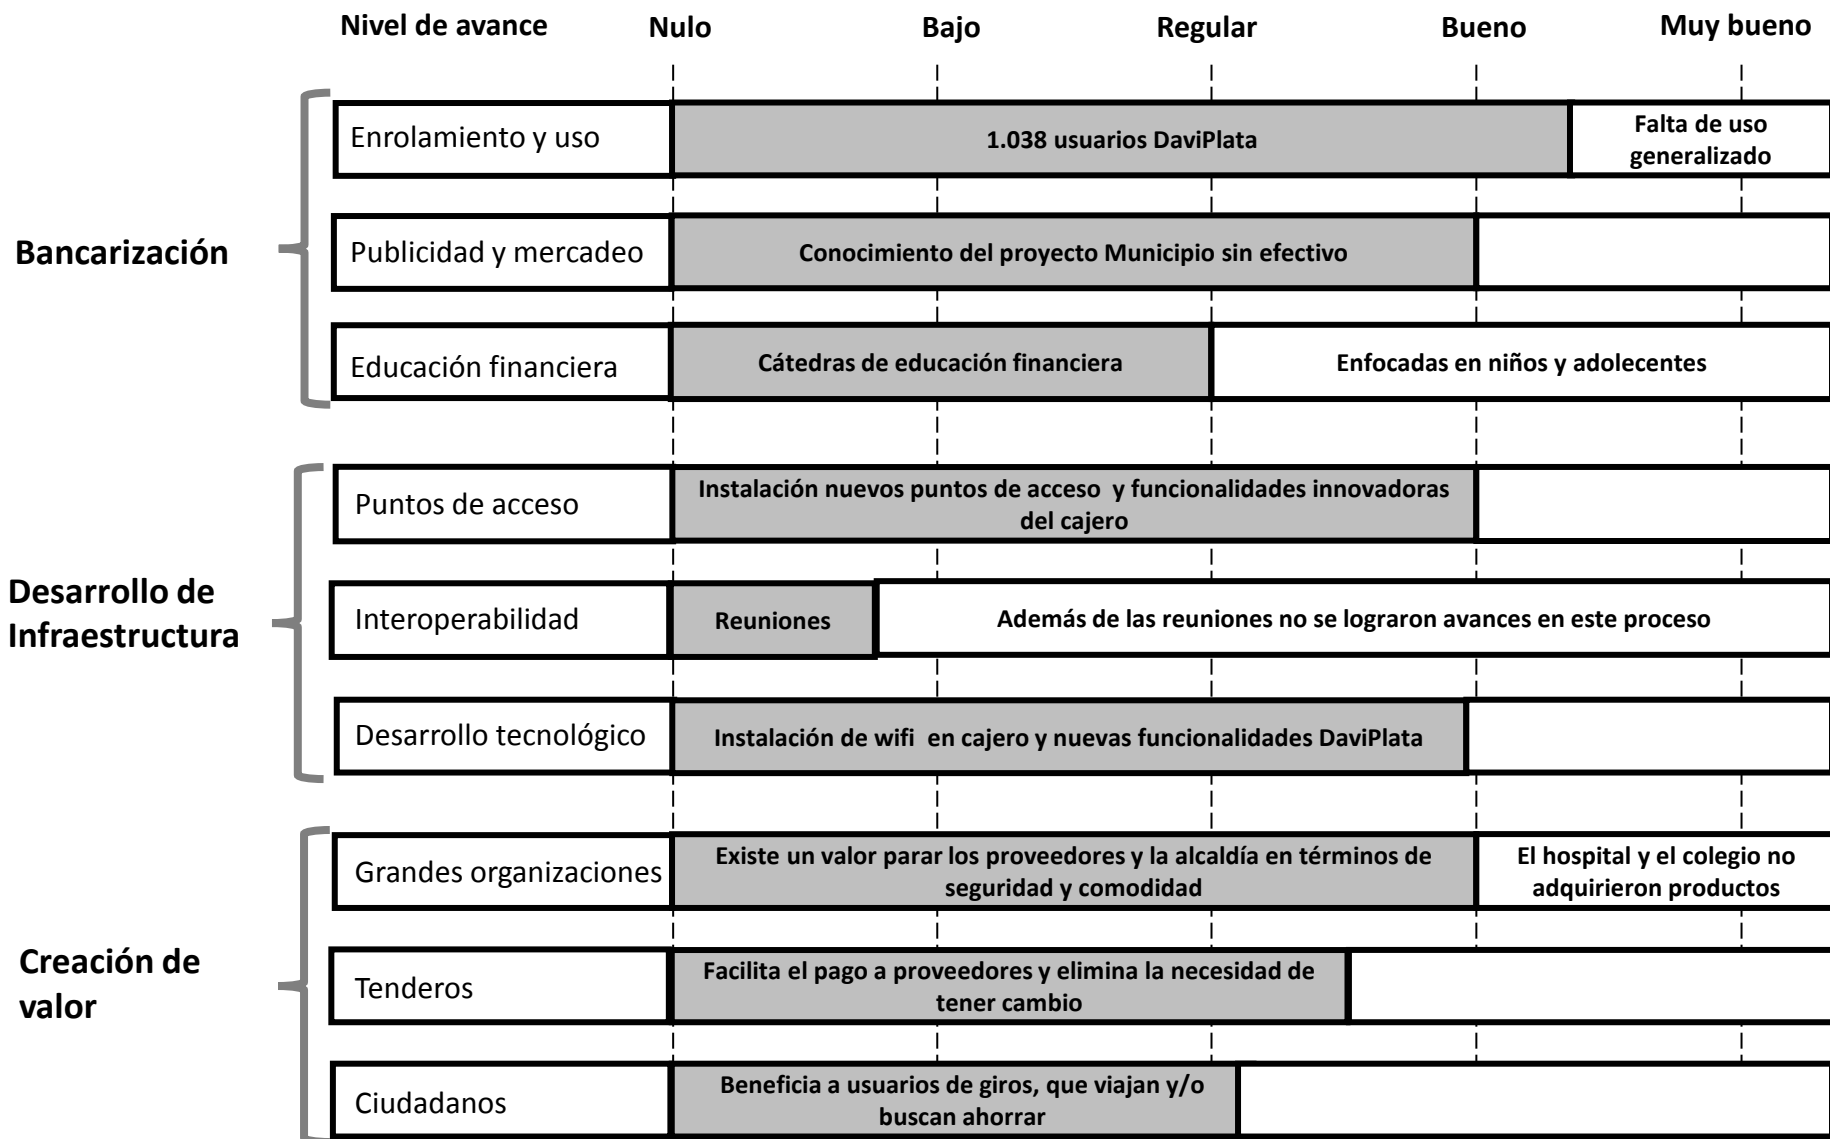 Nivel de avance Nulo Bajo Regular Bueno Muy bueno
Bancarización
Enrolamiento y uso
1.038 usuarios DaviPlata
Falta de uso
generalizado
Publicidad y mercadeo
Conocimiento del proyecto Municipio sin efectivo
Educación financiera
Cátedras de educación financiera
Enfocadas en niños y adolecentes
Desarrollo de
Infraestructura
Puntos de acceso
Instalación nuevos puntos de acceso y funcionalidades innovadoras
del cajero
Interoperabilidad
Reuniones
Además de las reuniones no se lograron avances en este proceso
Desarrollo tecnológico
Instalación de wifi en cajero y nuevas funcionalidades DaviPlata
Creación de
valor
Grandes organizaciones
Existe un valor parar los proveedores y la alcaldía en términos de
seguridad y comodidad
El hospital y el colegio no
adquirieron productos
Tenderos
Facilita el pago a proveedores y elimina la necesidad de
tener cambio
Ciudadanos
Beneficia a usuarios de giros, que viajan y/o
buscan ahorrar